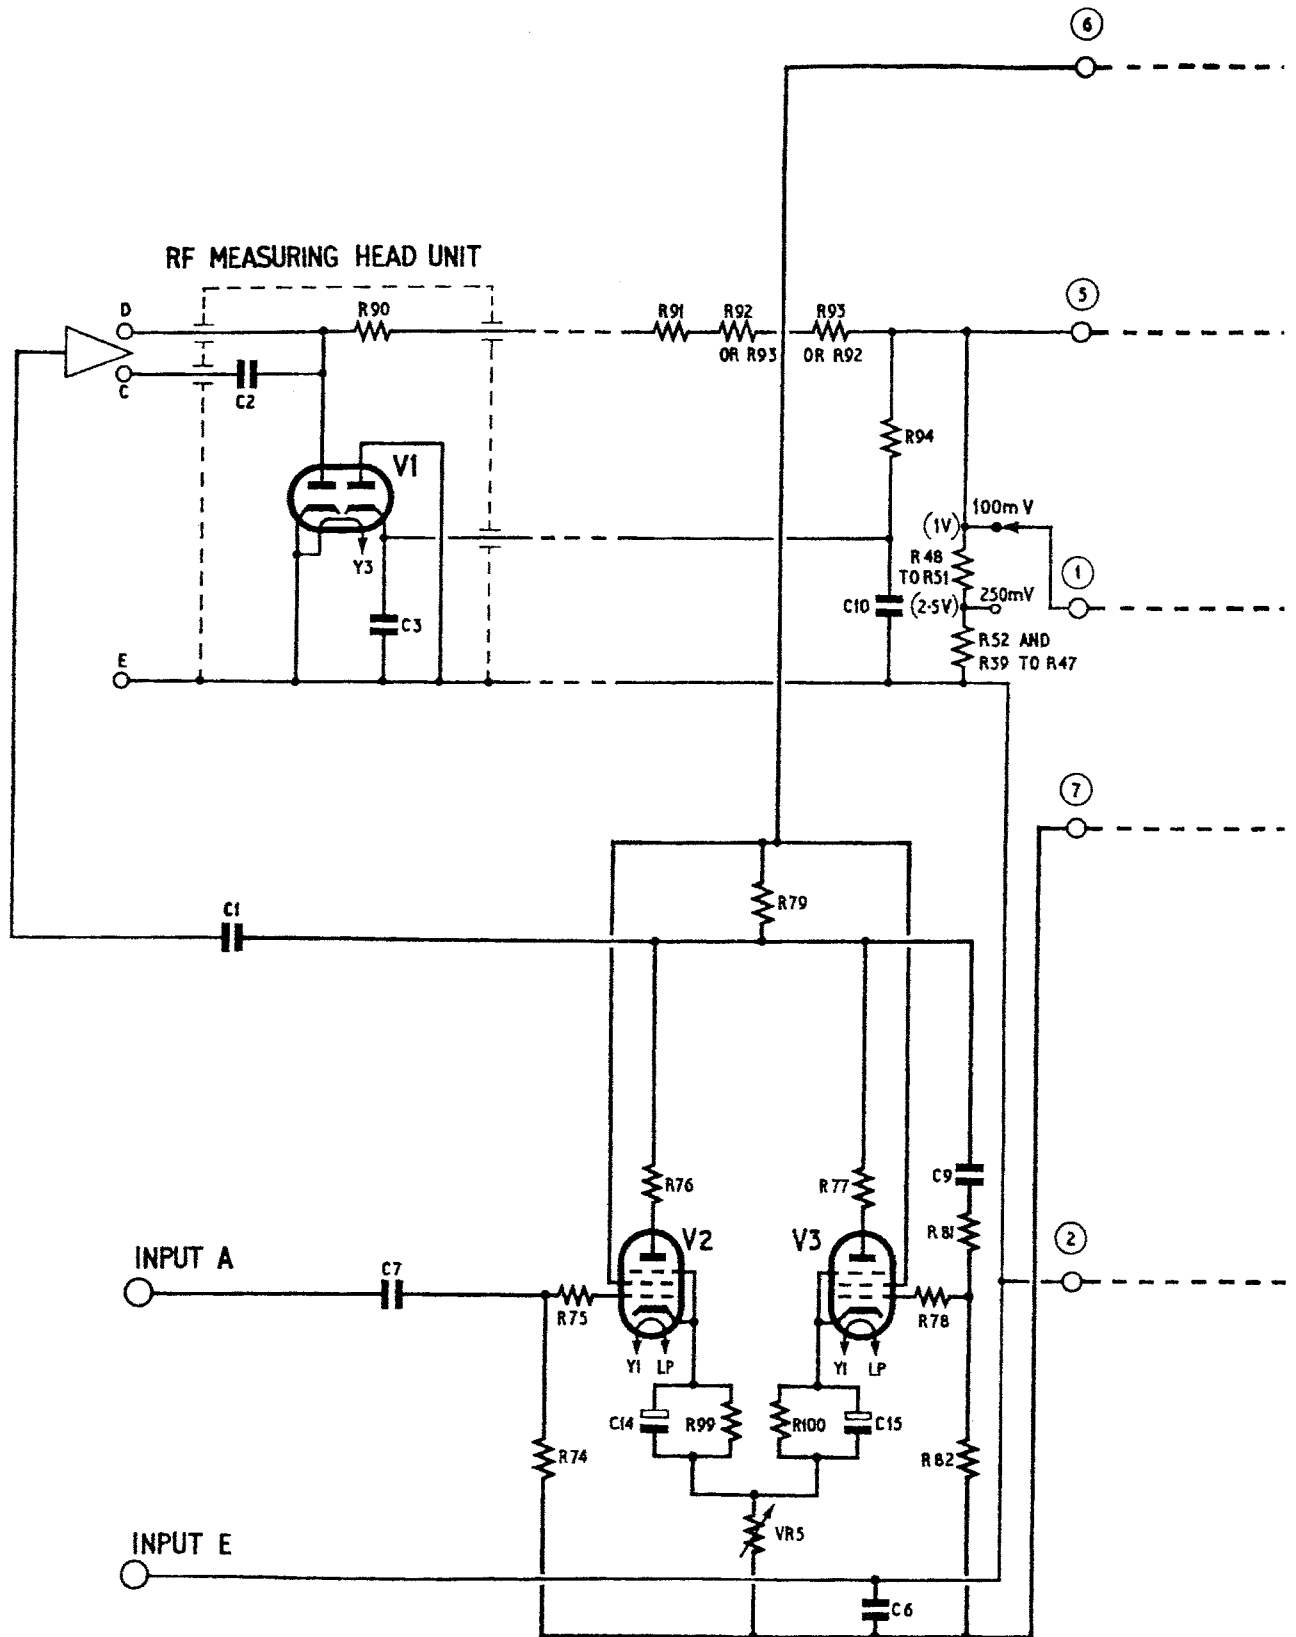 6
RF MEASURING HEAD UNIT
D
R90
R91
R92
OR R93
R93
OR R92
5
C
C2
R94
V1
100mV
(1V)
Y3
R48
TO R51
1
C3
C10
(2·5V)
250mV
R52 AND
R39 TO R47
E
7
R79
C1
R76
R77
C9
R81
V2
V3
2
INPUT A
C7
R75
R78
Y1
LP
Y1
LP
C14
R99
R100
C15
R74
R82
VR5
INPUT E
C6